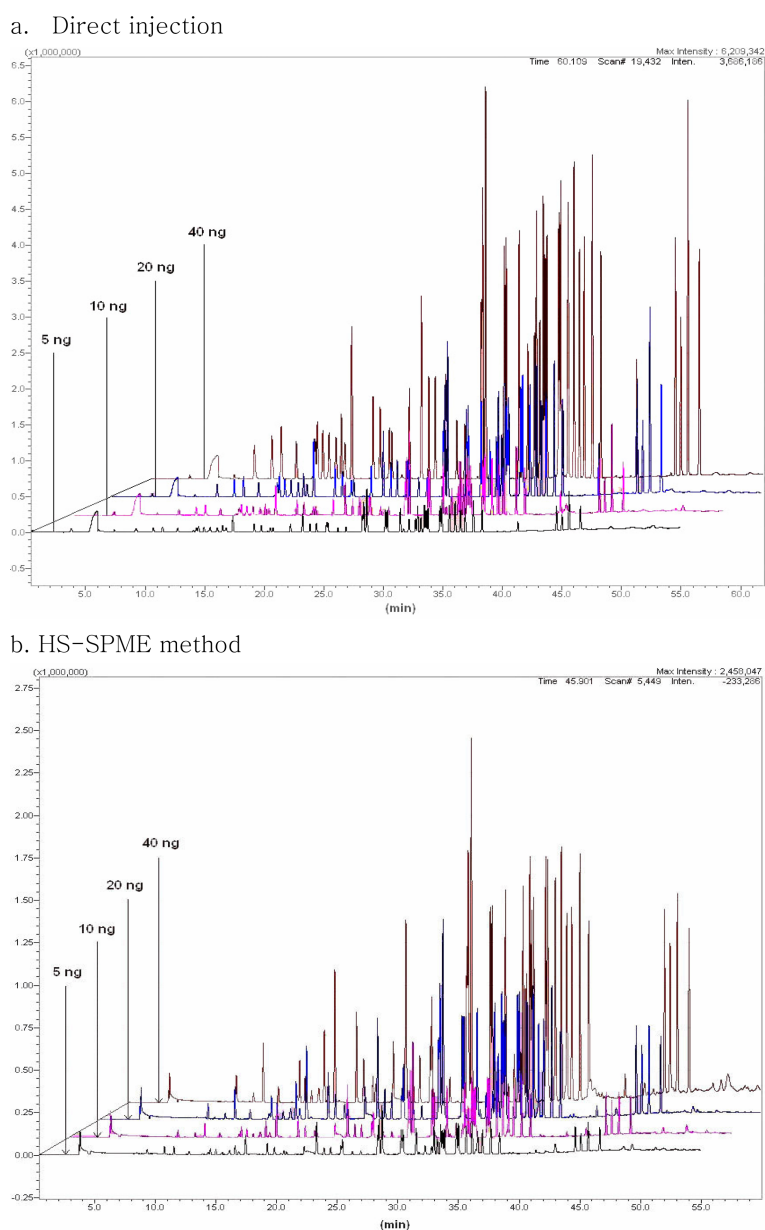 a. Direct injection
(x1,000,000)
Max Intensity : 6,209,342
Time 60.109 Scan# 19,432 Inten. 3,686,186
6.5
6.0
5.5
5.0
4.5
4.0
3.5
3.0
2.5
2.0
1.5
1.0
0.5
0.0
-0.5
40 ng
20 ng
10 ng
5 ng
5.0 10.0 15.0 20.0 25.0 30.0 35.0 40.0 45.0 50.0 55.0 60.0
(min)
b. HS-SPME method
(x1,000,000)
Max Intensity : 2,458,047
Time 45.901 Scan# 5,449 Inten. -233,286
2.75
2.50
2.25
2.00
1.75
1.50
1.25
1.00
0.75
0.50
0.25
0.00
-0.25
40 ng
20 ng
10 ng
5 ng
5.0 10.0 15.0 20.0 25.0 30.0 35.0 40.0 45.0 50.0 55.0
(min)